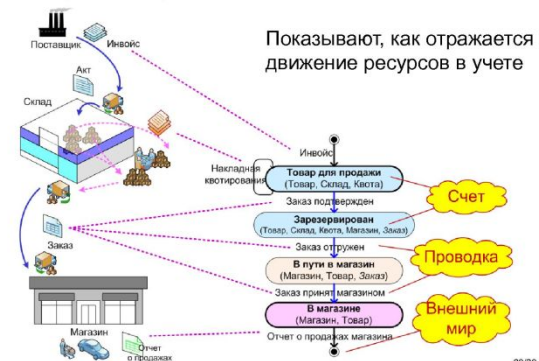 Показывают, как отражается
движение ресурсов в учете
Поставщик
Инвойс
Акт
Склад
Инвойс
Накладная
квотирования
Товар для продажи
(Товар, Склад, Квота)
Счет
Заказ подтвержден
Зарезервирован
(Товар, Склад, Квота, Магазин, Заказ)
Заказ
Заказ отгружен
Проводка
В пути в магазин
(Магазин, Товар, Заказ)
Заказ принят магазином
В магазине
(Магазин, Товар)
Внешний
мир
Магазин
Отчет о продажах магазина
Отчет
о продажах